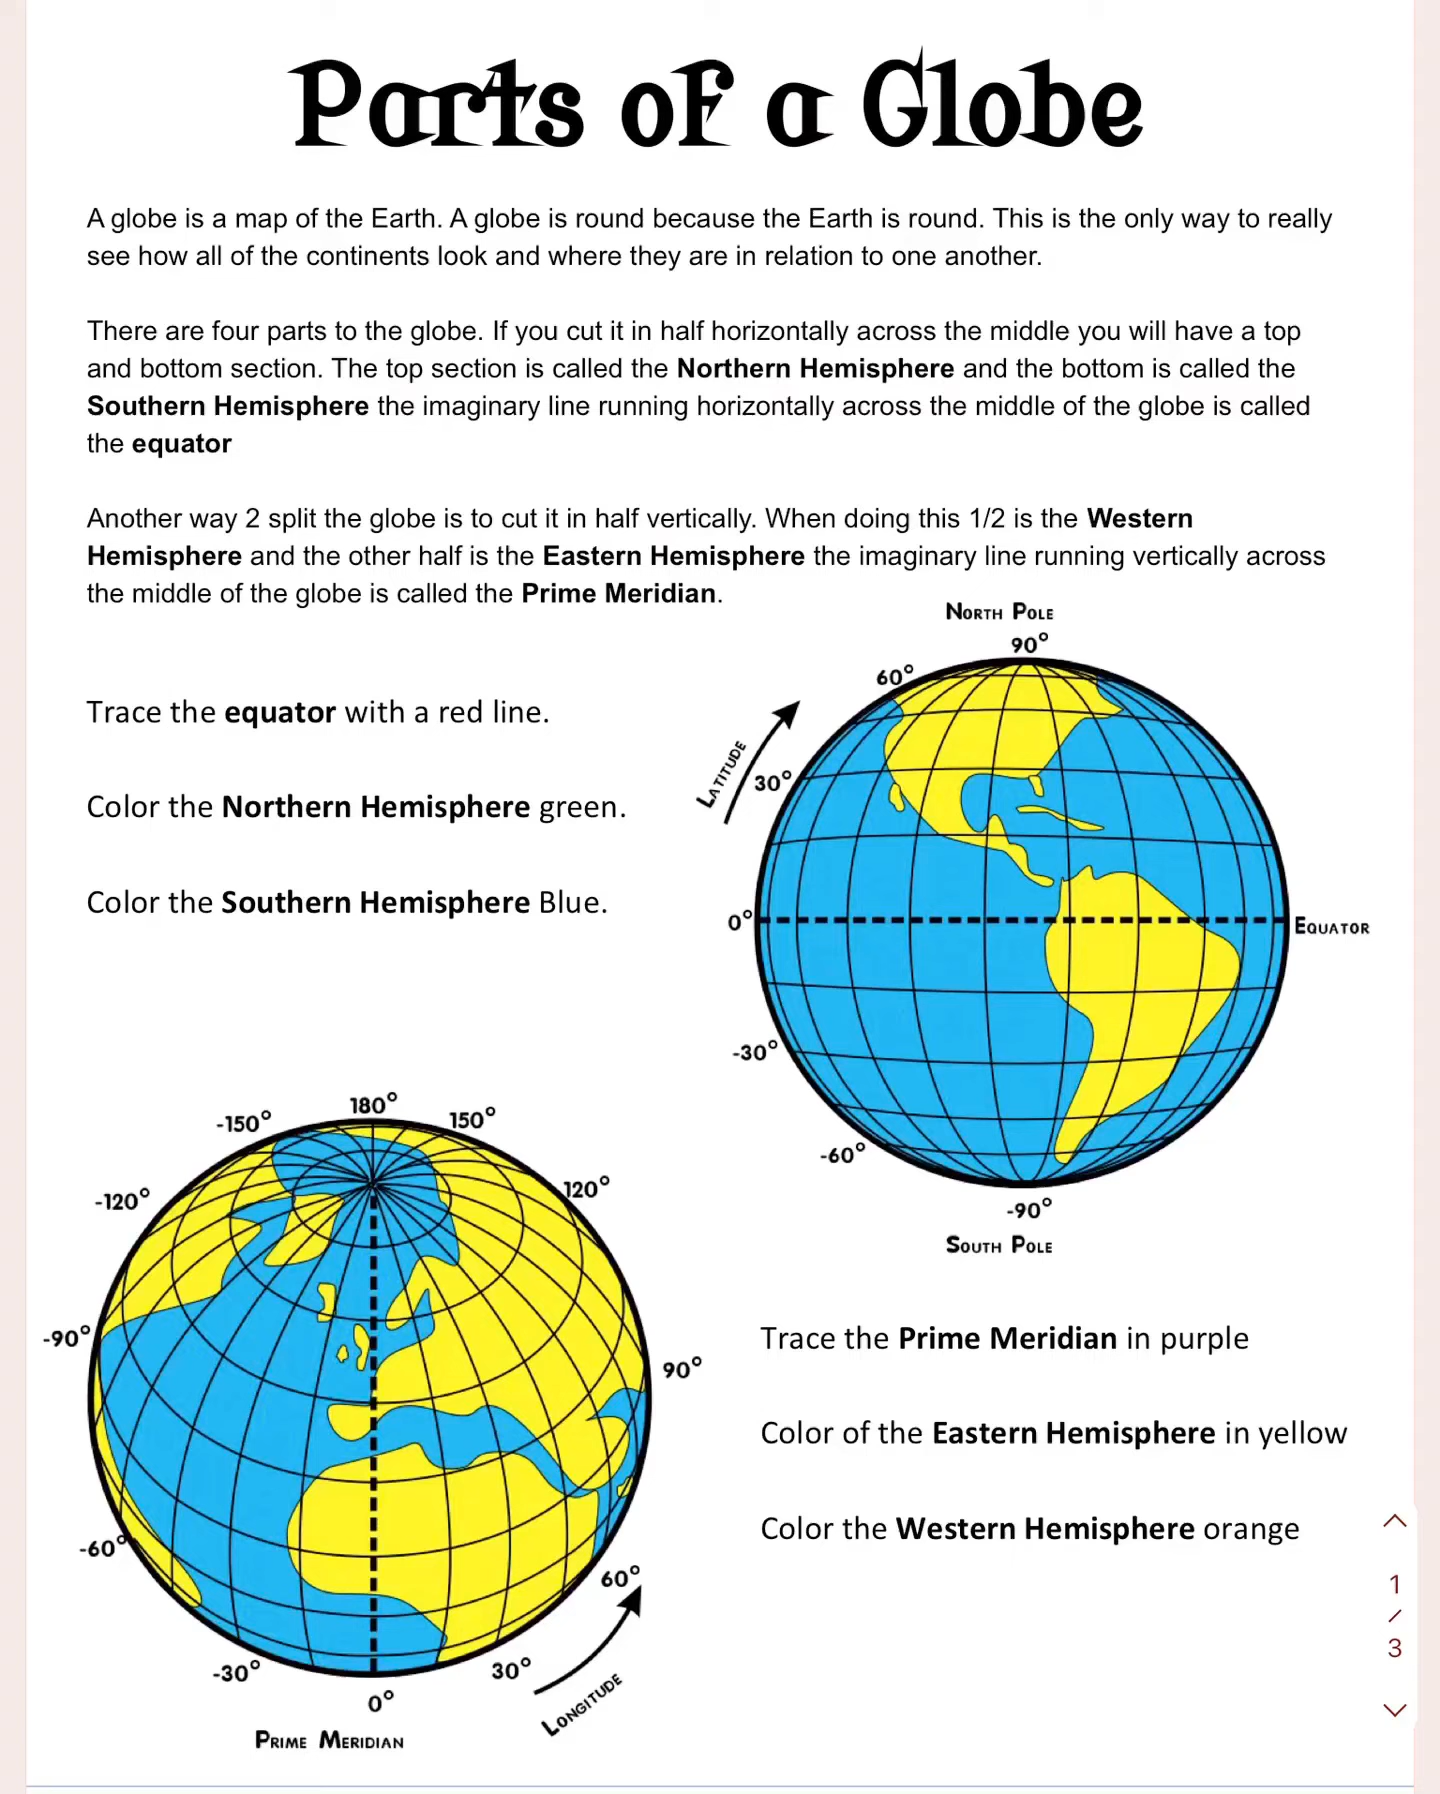 Parts of a Globe
A globe is a map of the Earth. A globe is round because the Earth is round. This is the only way to really
see how all of the continents look and where they are in relation to one another.
There are four parts to the globe. If you cut it in half horizontally across the middle you will have a top
and bottom section. The top section is called the Northern Hemisphere and the bottom is called the
Southern Hemisphere the imaginary line running horizontally across the middle of the globe is called
the equator
Another way 2 split the globe is to cut it in half vertically. When doing this 1/2 is the Western
Hemisphere and the other half is the Eastern Hemisphere the imaginary line running vertically across
the middle of the globe is called the Prime Meridian.
Trace the equator with a red line.
Color the Northern Hemisphere green.
Color the Southern Hemisphere Blue.
North Pole
90°
60°
Latitude
30°
0°
Equator
-30°
-60°
-90°
South Pole
180°
-150°
150°
-120°
120°
-90°
90°
-60°
60°
-30°
30°
0°
Longitude
Prime Meridian
Trace the Prime Meridian in purple
Color of the Eastern Hemisphere in yellow
Color the Western Hemisphere orange
1
/
3